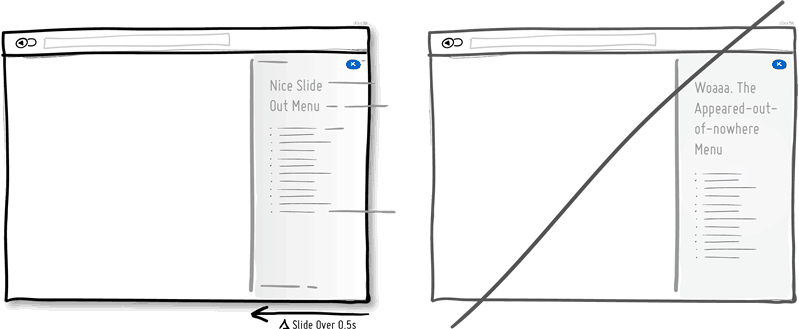 Nice Slide
Out Menu
Slide Over 0.5s
Woaaa. The
Appeared-out-
of-nowhere
Menu